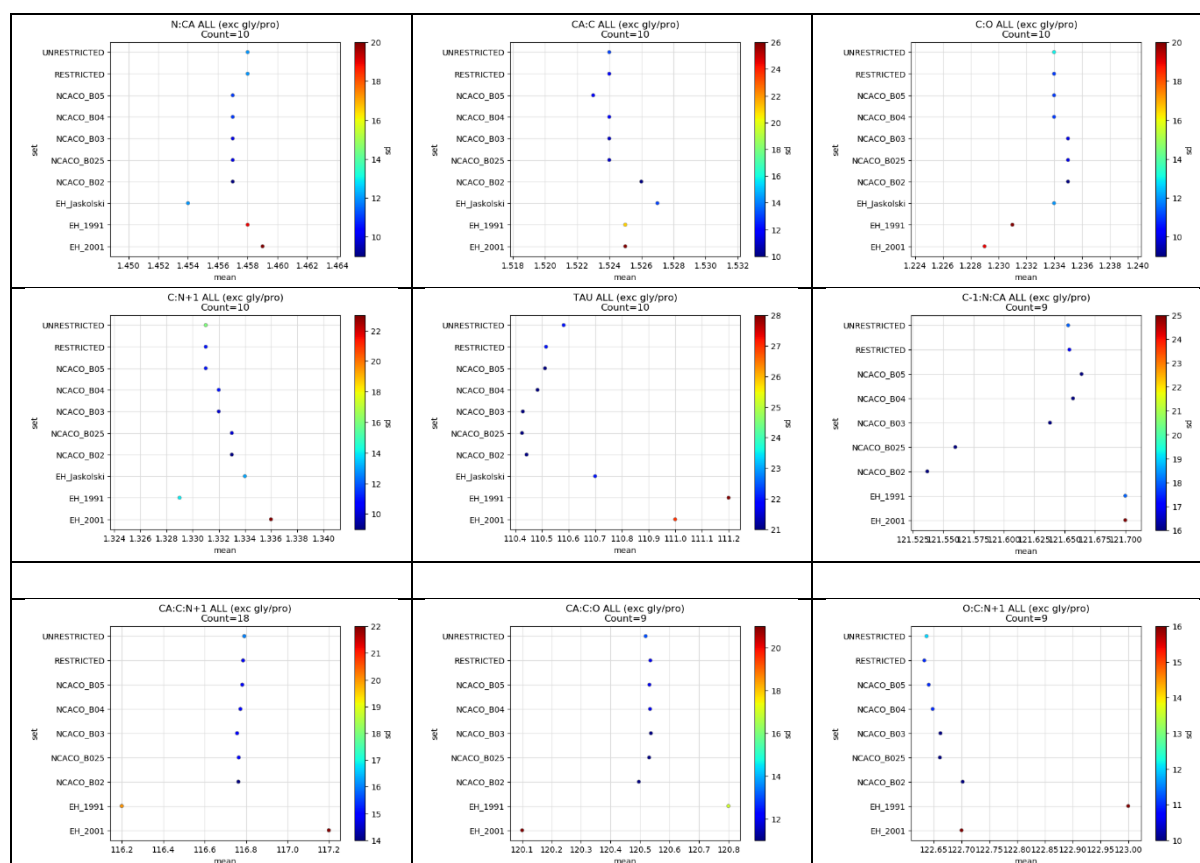 N:CA ALL (exc gly/pro)
Count=10
UNRESTRICTED
RESTRICTED
NCACO_B05
NCACO_B04
NCACO_B03
NCACO_B025
NCACO_B02
EH_Jaskolski
EH_1991
EH_2001
set
1.450 1.452 1.454 1.456 1.457 1.460 1.462 1.464
mean
20
18
16
14
12
10
sd
CA:C ALL (exc gly/pro)
Count=10
UNRESTRICTED
RESTRICTED
NCACO_B05
NCACO_B04
NCACO_B03
NCACO_B025
NCACO_B02
EH_Jaskolski
EH_1991
EH_2001
set
1.518 1.520 1.522 1.524 1.526 1.529 1.530 1.532
mean
26
24
22
20
18
16
14
12
10
sd
C:O ALL (exc gly/pro)
Count=10
UNRESTRICTED
RESTRICTED
NCACO_B05
NCACO_B04
NCACO_B03
NCACO_B025
NCACO_B02
EH_Jaskolski
EH_1991
EH_2001
set
1.224 1.226 1.229 1.230 1.231 1.234 1.236 1.238 1.240
mean
20
18
16
14
12
10
sd
C:N+1 ALL (exc gly/pro)
Count=10
UNRESTRICTED
RESTRICTED
NCACO_B05
NCACO_B04
NCACO_B03
NCACO_B025
NCACO_B02
EH_Jaskolski
EH_1991
EH_2001
set
1.324 1.326 1.329 1.330 1.331 1.334 1.336 1.338 1.340
mean
22
20
18
16
14
12
10
sd
TAU ALL (exc gly/pro)
Count=10
UNRESTRICTED
RESTRICTED
NCACO_B05
NCACO_B04
NCACO_B03
NCACO_B025
NCACO_B02
EH_Jaskolski
EH_1991
EH_2001
set
110.4 110.5 110.6 110.7 110.8 110.9 111.0 111.1 111.2
mean
28
27
26
25
24
23
22
21
sd
C-1:N:CA ALL (exc gly/pro)
Count=9
UNRESTRICTED
RESTRICTED
NCACO_B05
NCACO_B04
NCACO_B03
NCACO_B025
NCACO_B02
EH_1991
EH_2001
set
121.525 121.550 121.575 121.600 121.625 121.650 121.675 121.700
mean
25
24
23
22
21
20
19
18
17
16
sd
CA:C:N+1 ALL (exc gly/pro)
Count=18
UNRESTRICTED
RESTRICTED
NCACO_B05
NCACO_B04
NCACO_B03
NCACO_B025
NCACO_B02
EH_1991
EH_2001
set
116.2 116.4 116.6 116.8 117.0 117.2
mean
22
21
20
19
18
17
16
15
14
sd
CA:C:O ALL (exc gly/pro)
Count=9
UNRESTRICTED
RESTRICTED
NCACO_B05
NCACO_B04
NCACO_B03
NCACO_B025
NCACO_B02
EH_1991
EH_2001
set
120.1 120.2 120.3 120.4 120.5 120.6 120.7 120.8
mean
20
18
16
14
12
sd
O:C:N+1 ALL (exc gly/pro)
Count=9
UNRESTRICTED
RESTRICTED
NCACO_B05
NCACO_B04
NCACO_B03
NCACO_B025
NCACO_B02
EH_1991
EH_2001
set
122.65 122.70 122.75 122.80 122.85 122.90 122.95 123.00
mean
16
15
14
13
12
11
10
sd